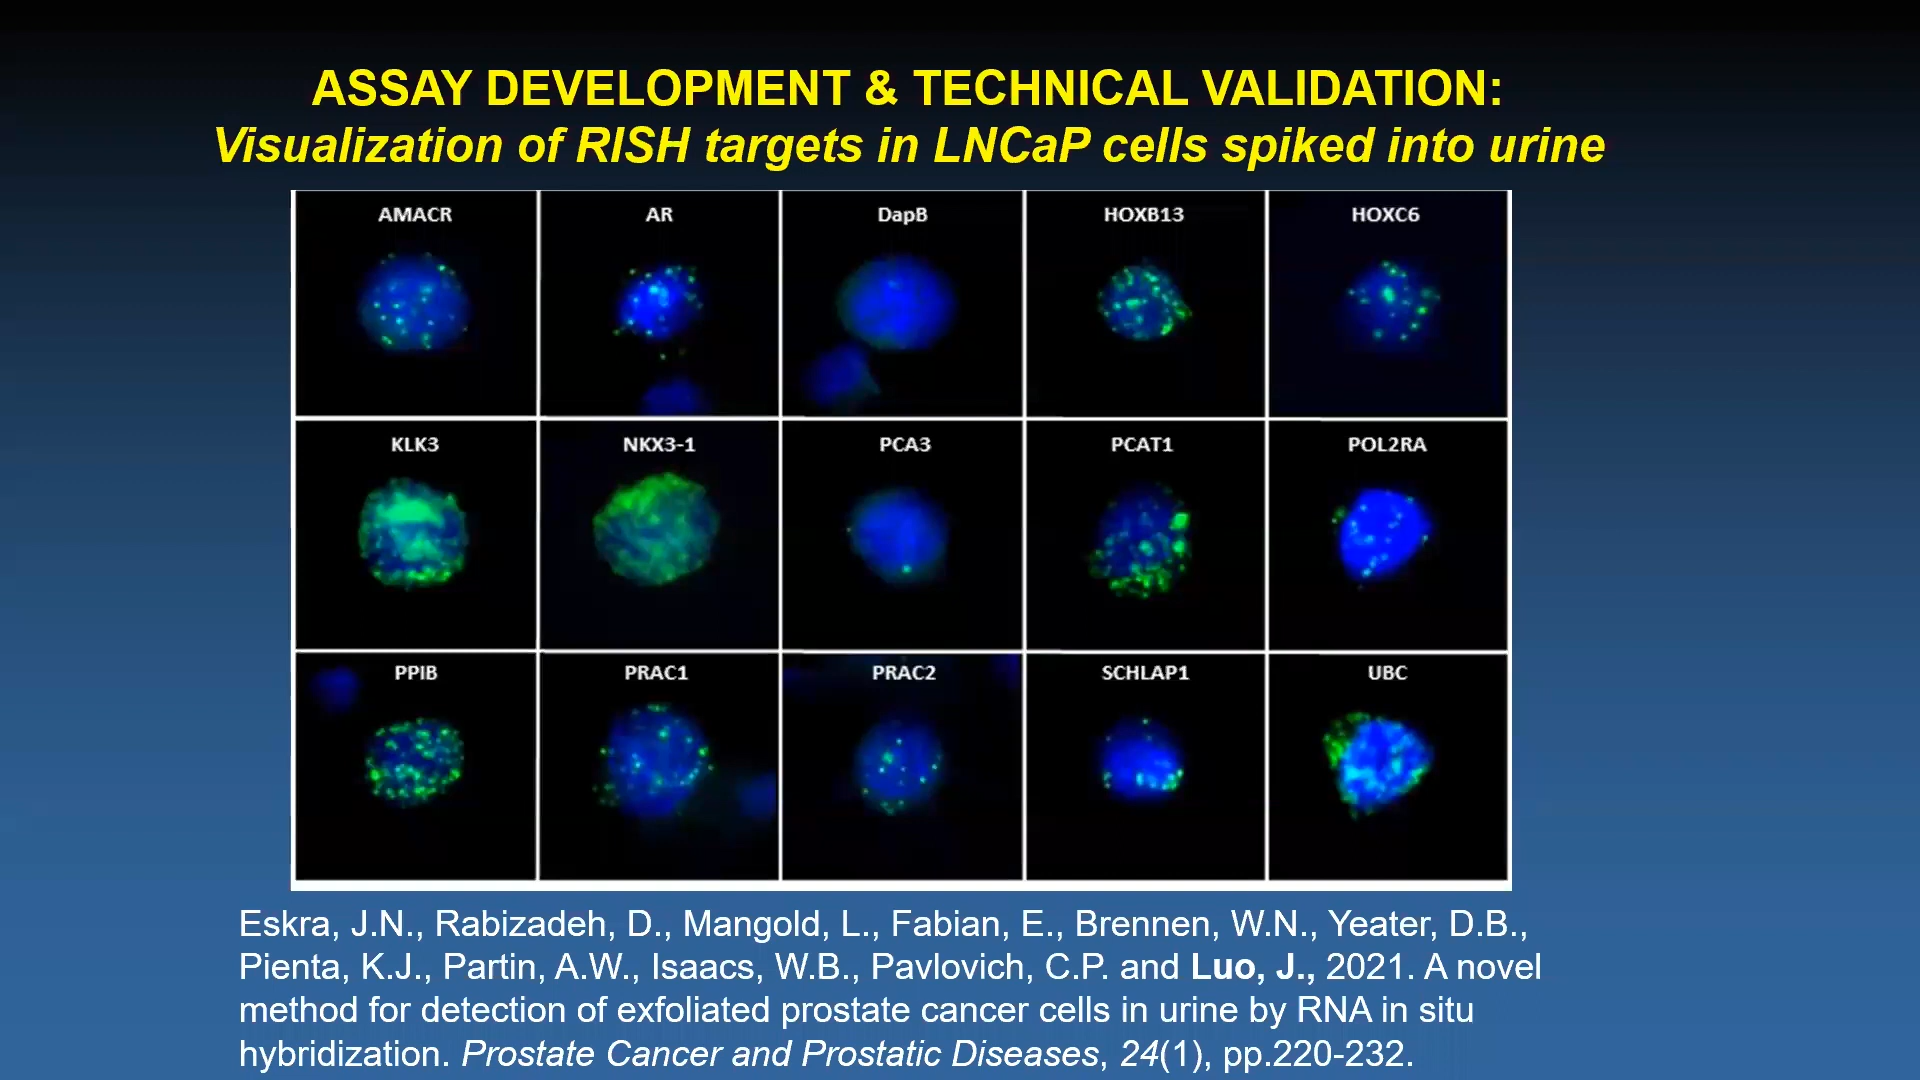 ASSAY DEVELOPMENT & TECHNICAL VALIDATION:
Visualization of RISH targets in LNCaP cells spiked into urine
AMACR AR DapB HOXB13 HOXC6
KLK3 NKX3-1 PCA3 PCAT1 POL2RA
PPIB PRAC1 PRAC2 SCHLAP1 UBC
Eskra, J.N., Rabizadeh, D., Mangold, L., Fabian, E., Brennen, W.N., Yeater, D.B.,
Pienta, K.J., Partin, A.W., Isaacs, W.B., Pavlovich, C.P. and Luo, J., 2021. A novel
method for detection of exfoliated prostate cancer cells in urine by RNA in situ
hybridization. Prostate Cancer and Prostatic Diseases, 24(1), pp.220-232.